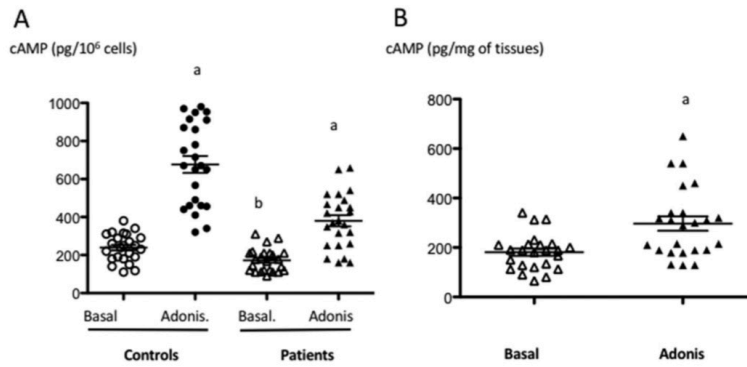 A
cAMP (pg/10⁶ cells)
a
a
b
1000
800
600
400
200
0
Basal Adonis. Basal. Adonis
Controls Patients
B
cAMP (pg/mg of tissues)
a
800
600
400
200
0
Basal Adonis